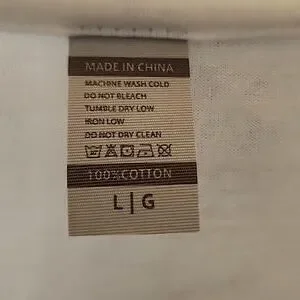 MADE IN CHINA
MACHINE WASH COLD
DO NOT BLEACH
TUMBLE DRY LOW
IRON LOW
DO NOT DRY CLEAN
100%COTTON
L|G